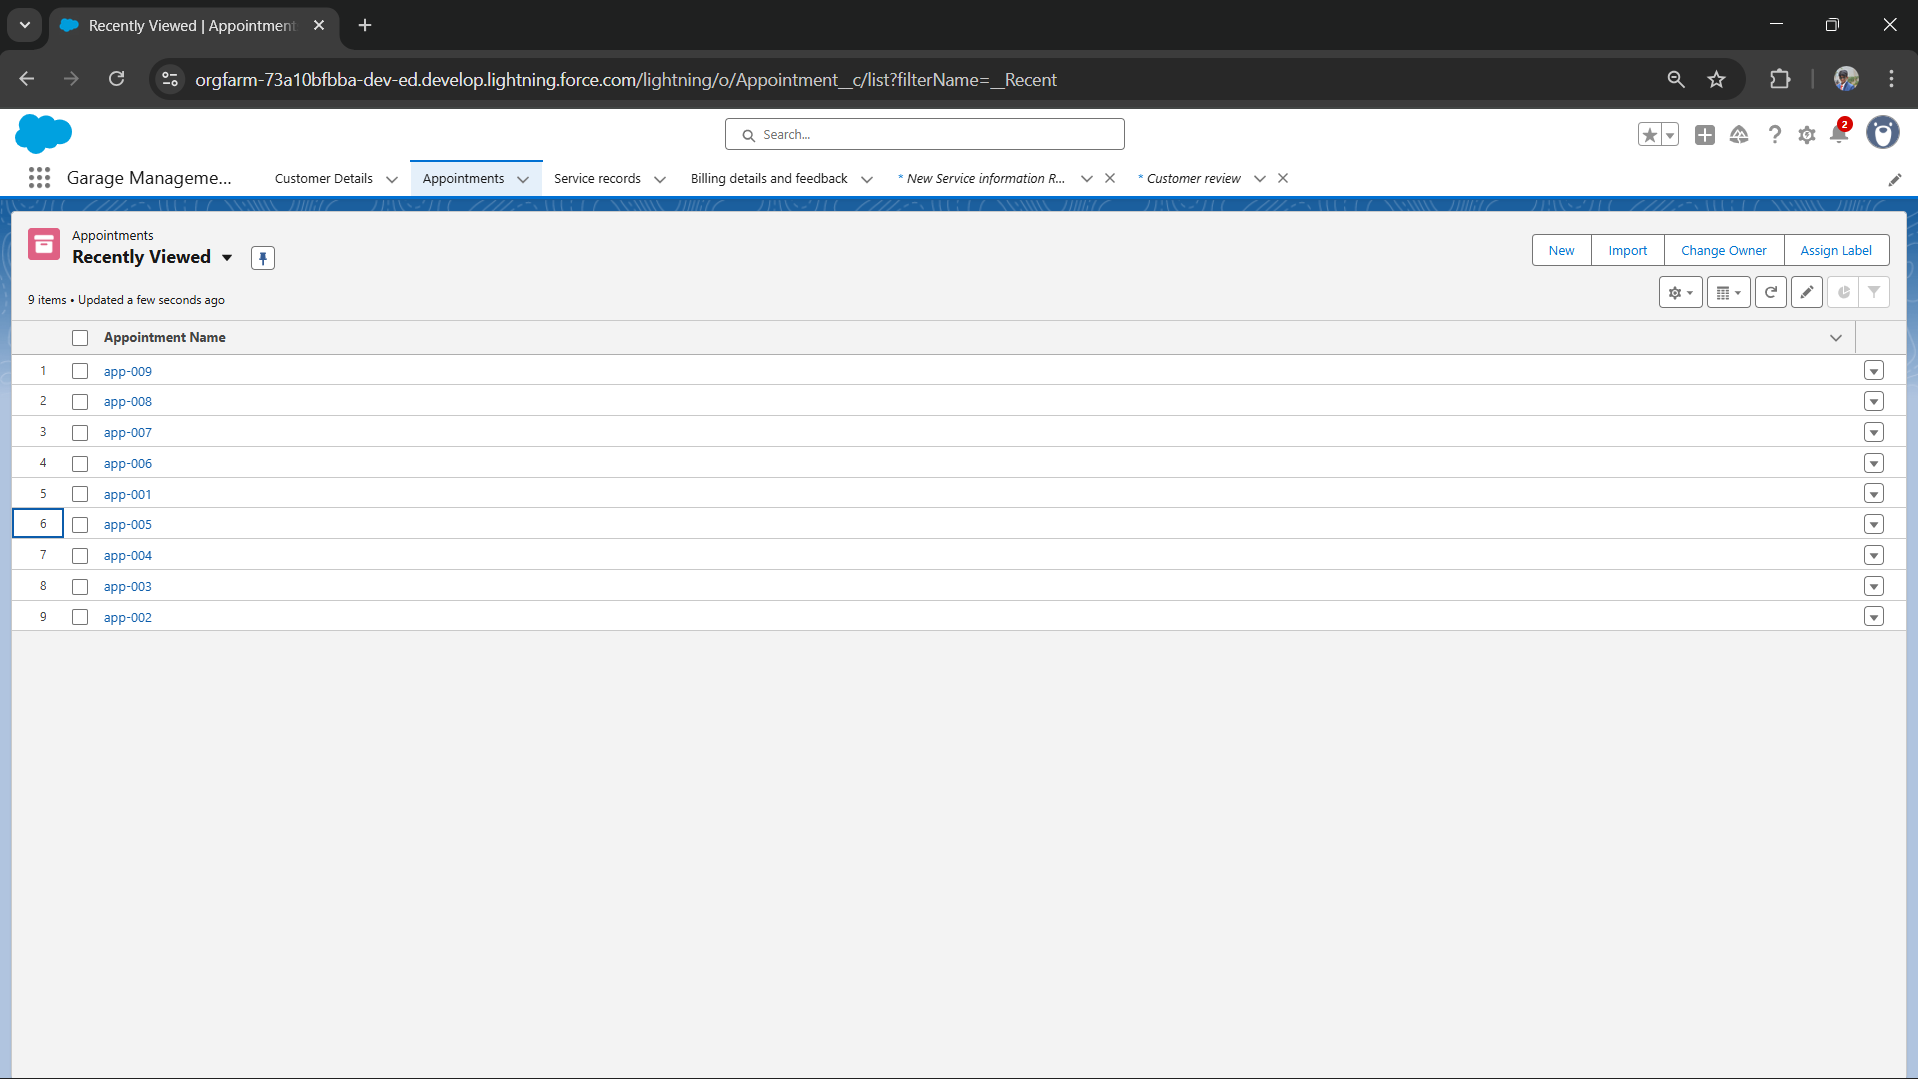 Recently Viewed | Appointment
orgfarm-73a10bfbba-dev-ed.develop.lightning.force.com/lightning/o/Appointment__c/list?filterName=__Recent
Search...
2
Garage Manageme...
Customer Details
Appointments
Service records
Billing details and feedback
* New Service information R...
* Customer review
Appointments
Recently Viewed
New
Import
Change Owner
Assign Label
9 items • Updated a few seconds ago
Appointment Name
1 app-009
2 app-008
3 app-007
4 app-006
5 app-001
6 app-005
7 app-004
8 app-003
9 app-002